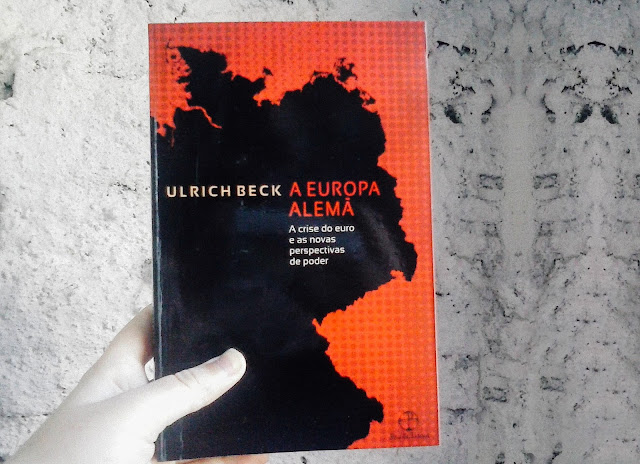 ULRICH BECK A EUROPA
ALEMÃ
A crise do euro
e as novas
perspectivas
de poder